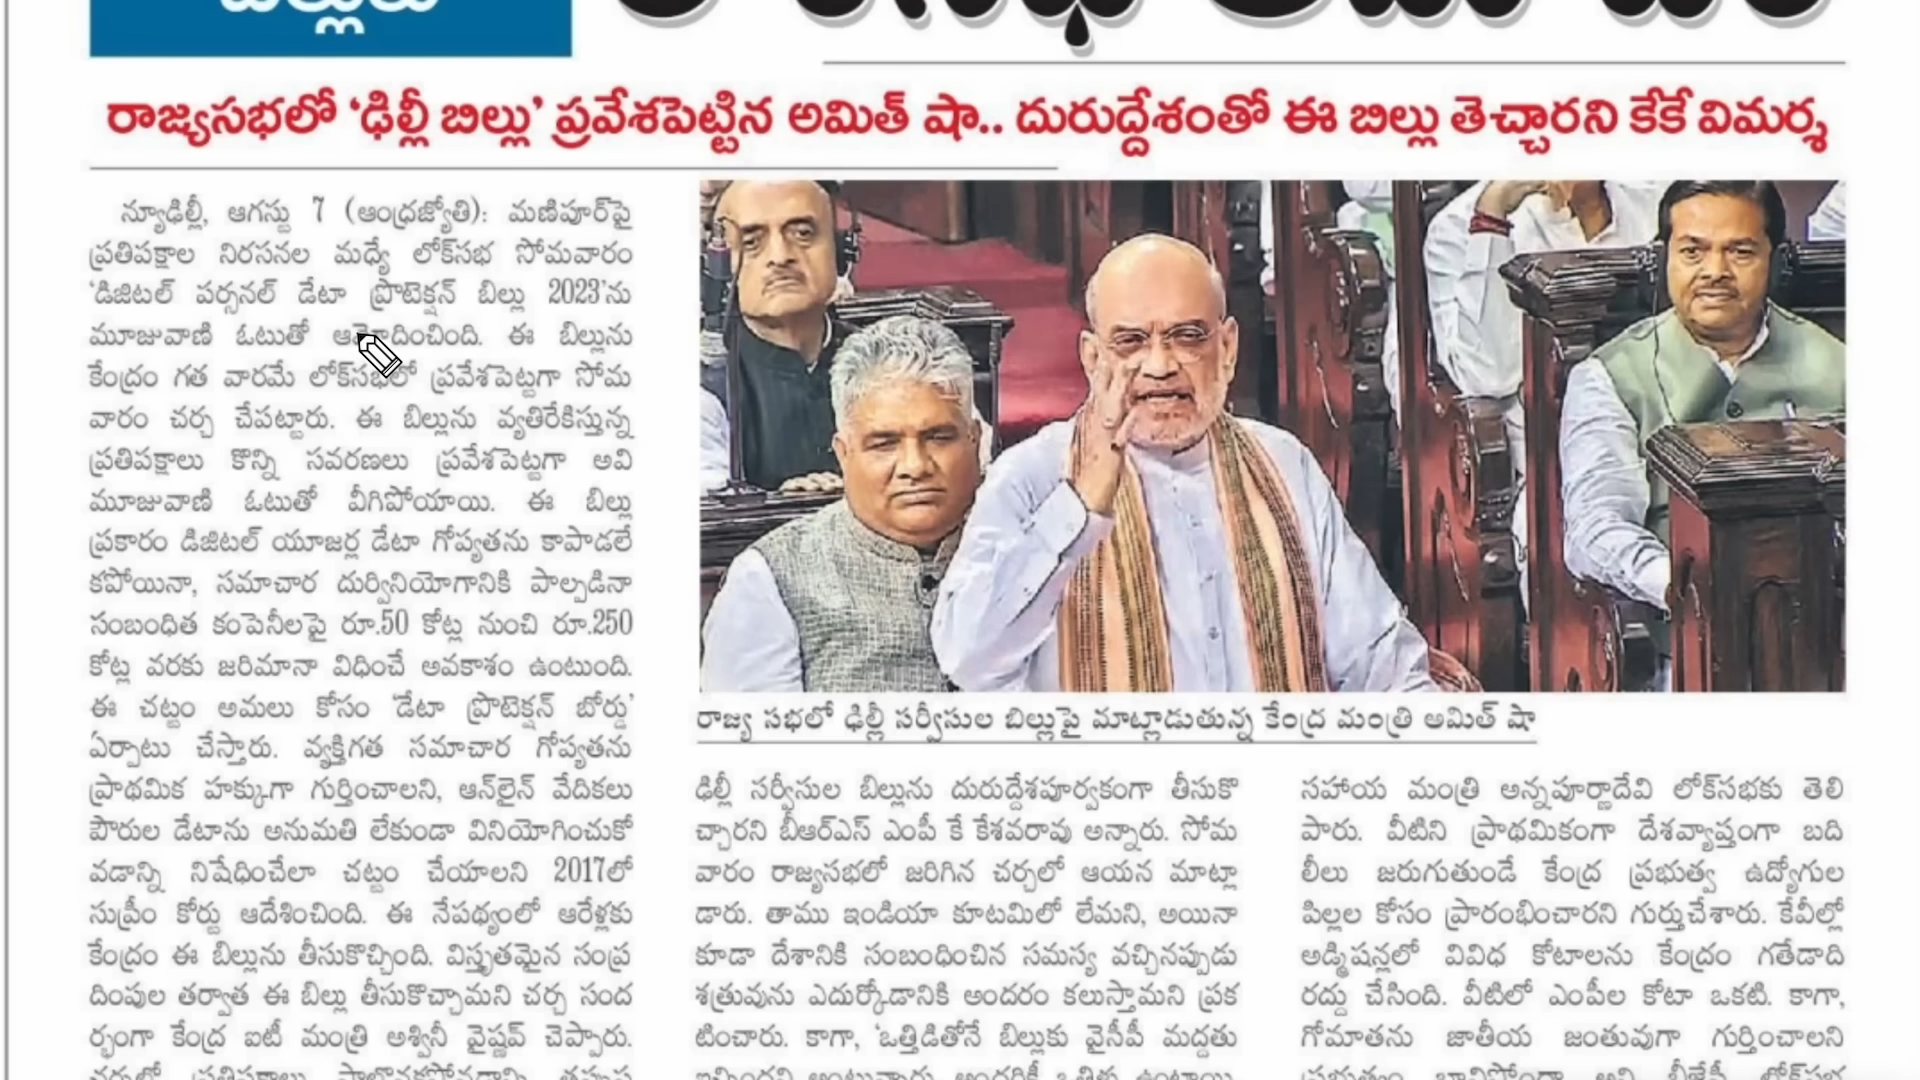 బిల్లులు
రాజ్యసభలో ‘ఢిల్లీ బిల్లు’ ప్రవేశపెట్టిన అమిత్ షా.. దురుద్దేశంతో ఈ బిల్లు తెచ్చారని కేకే విమర్శ
న్యూఢిల్లీ, ఆగస్టు 7 (ఆంధ్రజ్యోతి): మణిపూర్‌పై
ప్రతిపక్షాల నిరసనల మధ్యే లోక్‌సభ సోమవారం
‘డిజిటల్ పర్సనల్ డేటా ప్రొటెక్షన్ బిల్లు 2023’ను
మూజువాణి ఓటుతో ఆమోదించింది. ఈ బిల్లును
కేంద్రం గత వారమే లోక్‌సభలో ప్రవేశపెట్టగా సోమ
వారం చర్చ చేపట్టారు. ఈ బిల్లును వ్యతిరేకిస్తున్న
ప్రతిపక్షాలు కొన్ని సవరణలు ప్రవేశపెట్టగా అవి
మూజువాణి ఓటుతో వీగిపోయాయి. ఈ బిల్లు
ప్రకారం డిజిటల్ యూజర్ల డేటా గోప్యతను కాపాడలే
కపోయినా, సమాచార దుర్వినియోగానికి పాల్పడినా
సంబంధిత కంపెనీలపై రూ.50 కోట్ల నుంచి రూ.250
కోట్ల వరకు జరిమానా విధించే అవకాశం ఉంటుంది.
ఈ చట్టం అమలు కోసం ‘డేటా ప్రొటెక్షన్ బోర్డు’
ఏర్పాటు చేస్తారు. వ్యక్తిగత సమాచార గోప్యతను
ప్రాథమిక హక్కుగా గుర్తించాలని, ఆన్‌లైన్ వేదికలు
పౌరుల డేటాను అనుమతి లేకుండా వినియోగించుకో
వడాన్ని నిషేధించేలా చట్టం చేయాలని 2017లో
సుప్రీం కోర్టు ఆదేశించింది. ఈ నేపథ్యంలో ఆరేళ్లకు
కేంద్రం ఈ బిల్లును తీసుకొచ్చింది. విస్తృతమైన సంప్ర
దింపుల తర్వాత ఈ బిల్లు తీసుకొచ్చామని చర్చ సంద
ర్భంగా కేంద్ర ఐటీ మంత్రి అశ్వినీ వైష్ణవ్ చెప్పారు.
రాజ్య సభలో ఢిల్లీ సర్వీసుల బిల్లుపై మాట్లాడుతున్న కేంద్ర మంత్రి అమిత్ షా
ఢిల్లీ సర్వీసుల బిల్లును దురుద్దేశపూర్వకంగా తీసుకొ
చ్చారని బీఆర్ఎస్ ఎంపీ కే కేశవరావు అన్నారు. సోమ
వారం రాజ్యసభలో జరిగిన చర్చలో ఆయన మాట్లా
డారు. తాము ఇండియా కూటమిలో లేమని, అయినా
కూడా దేశానికి సంబంధించిన సమస్య వచ్చినప్పుడు
శత్రువును ఎదుర్కోడానికి అందరం కలుస్తామని ప్రక
టించారు. కాగా, ‘ఒత్తిడితోనే బిల్లుకు వైసీపీ మద్దతు
సహాయ మంత్రి అన్నపూర్ణాదేవి లోక్‌సభకు తెలి
పారు. వీటిని ప్రాథమికంగా దేశవ్యాప్తంగా బది
లీలు జరుగుతుండే కేంద్ర ప్రభుత్వ ఉద్యోగుల
పిల్లల కోసం ప్రారంభించారని గుర్తుచేశారు. కేవీల్లో
అడ్మిషన్లలో వివిధ కోటాలను కేంద్రం గతేడాది
రద్దు చేసింది. వీటిలో ఎంపీల కోటా ఒకటి. కాగా,
గోమాతను జాతీయ జంతువుగా గుర్తించాలని